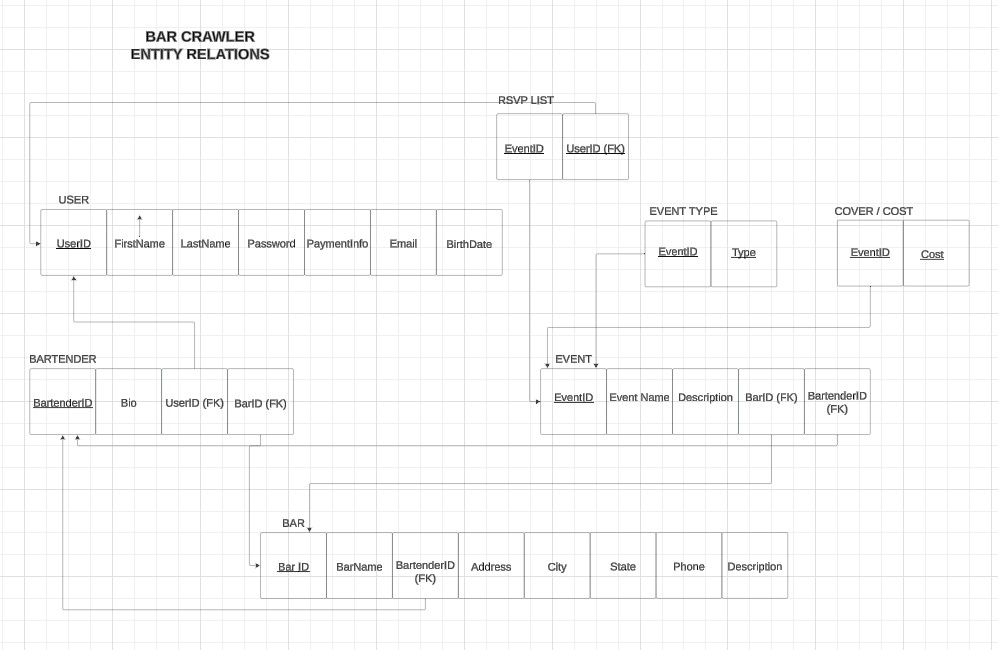 BAR CRAWLER
ENTITY RELATIONS
RSVP LIST
EventID UserID (FK)
USER
UserID FirstName LastName Password PaymentInfo Email BirthDate
EVENT TYPE
EventID Type
COVER / COST
EventID Cost
BARTENDER
BartenderID Bio UserID (FK) BarID (FK)
EVENT
EventID Event Name Description BarID (FK) BartenderID
(FK)
BAR
Bar ID BarName BartenderID
(FK) Address City State Phone Description